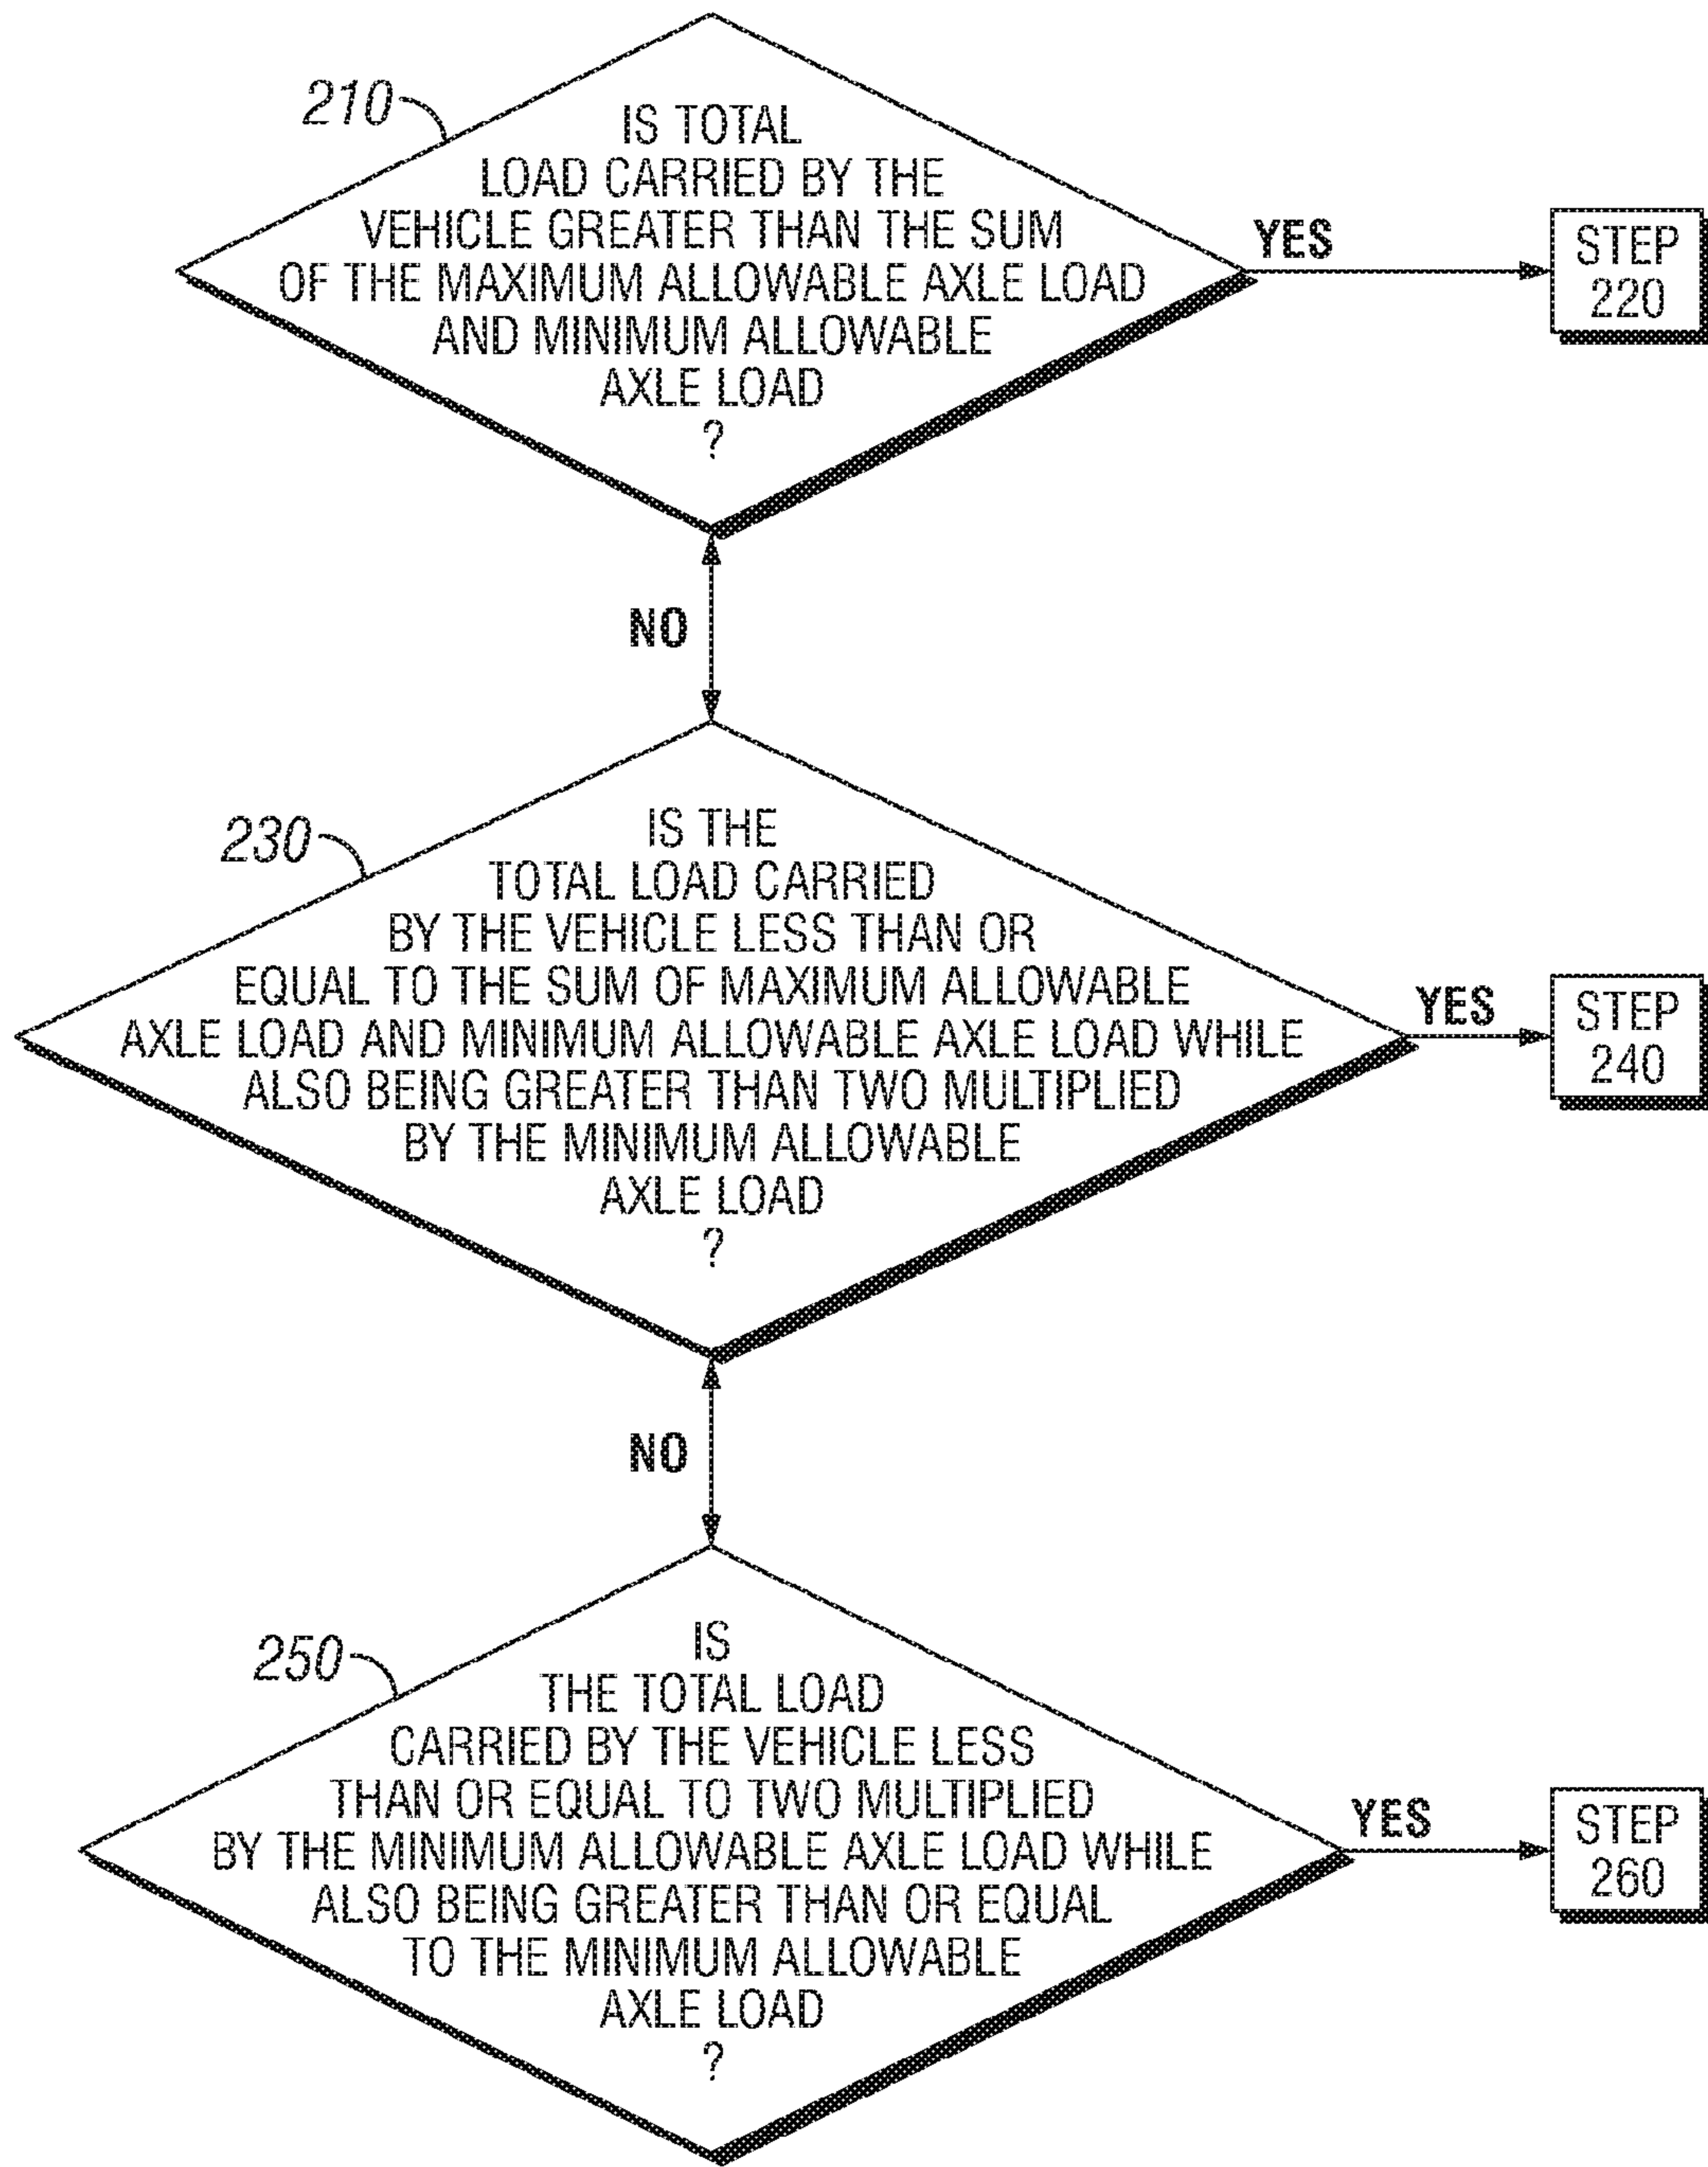 210
IS TOTAL
LOAD CARRIED BY THE
VEHICLE GREATER THAN THE SUM
OF THE MAXIMUM ALLOWABLE AXLE LOAD
AND MINIMUM ALLOWABLE
AXLE LOAD
?
YES
STEP
220
NO
230
IS THE
TOTAL LOAD CARRIED
BY THE VEHICLE LESS THAN OR
EQUAL TO THE SUM OF MAXIMUM ALLOWABLE
AXLE LOAD AND MINIMUM ALLOWABLE AXLE LOAD WHILE
ALSO BEING GREATER THAN TWO MULTIPLIED
BY THE MINIMUM ALLOWABLE
AXLE LOAD
?
YES
STEP
240
NO
250
IS
THE TOTAL LOAD
CARRIED BY THE VEHICLE LESS
THAN OR EQUAL TO TWO MULTIPLIED
BY THE MINIMUM ALLOWABLE AXLE LOAD WHILE
ALSO BEING GREATER THAN OR EQUAL
TO THE MINIMUM ALLOWABLE
AXLE LOAD
?
YES
STEP
260